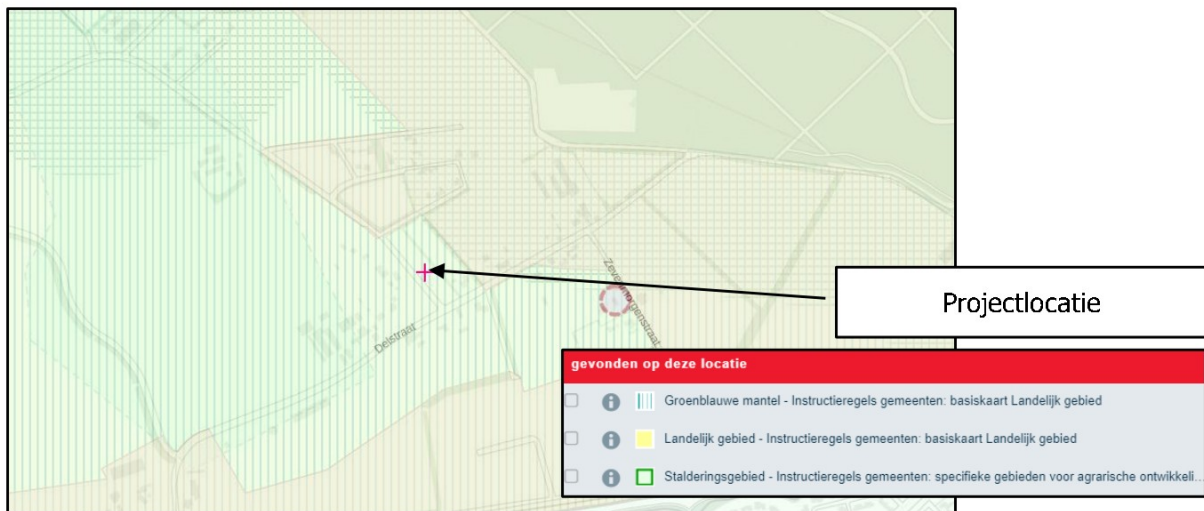 Zevenmorgenstraat
Delstraat
Projectlocatie
gevonden op deze locatie
Groenblauwe mantel - Instructieregels gemeenten: basiskaart Landelijk gebied
Landelijk gebied - Instructieregels gemeenten: basiskaart Landelijk gebied
Stalderingsgebied - Instructieregels gemeenten: specifieke gebieden voor agrarische ontwikkeli...